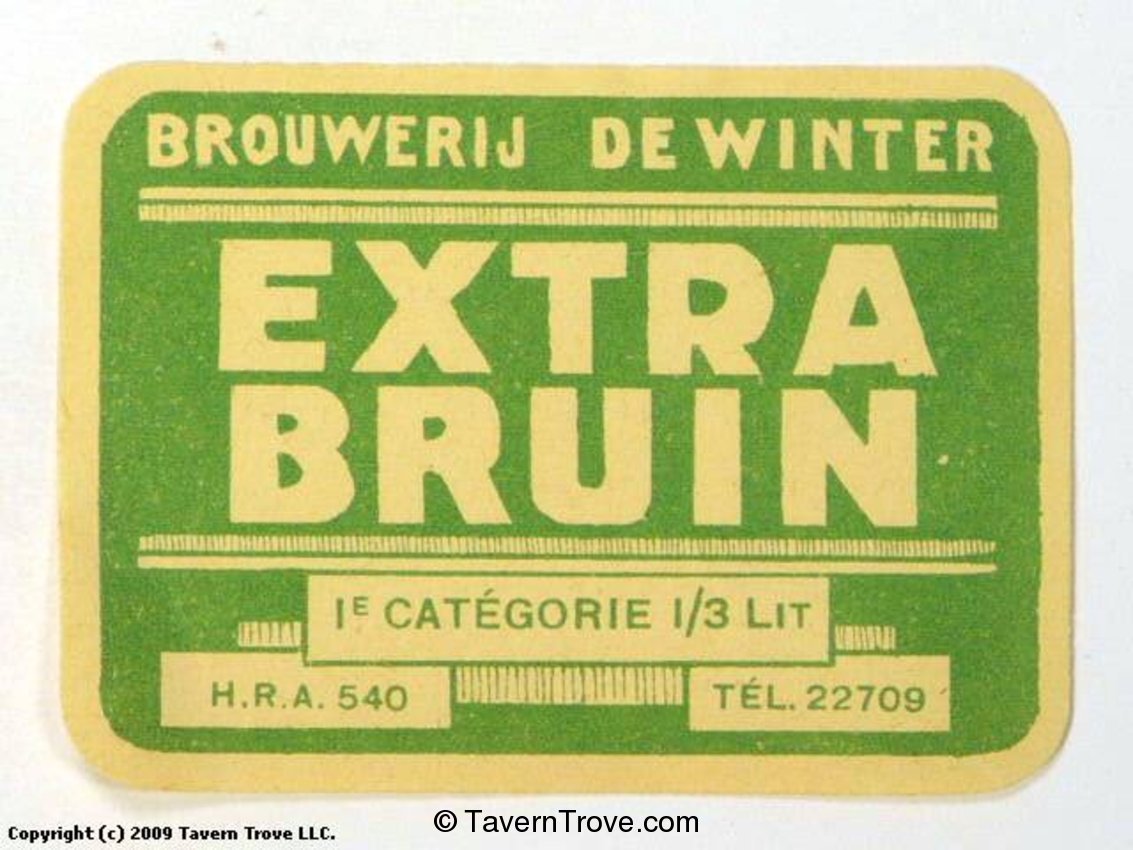 BROUWERIJ DE WINTER
EXTRA
BRUIN
1E CATÉGORIE 1/3 LIT
H.R.A. 540
TÉL. 22709
Copyright (c) 2009 Tavern Trove LLC.
© TavernTrove.com